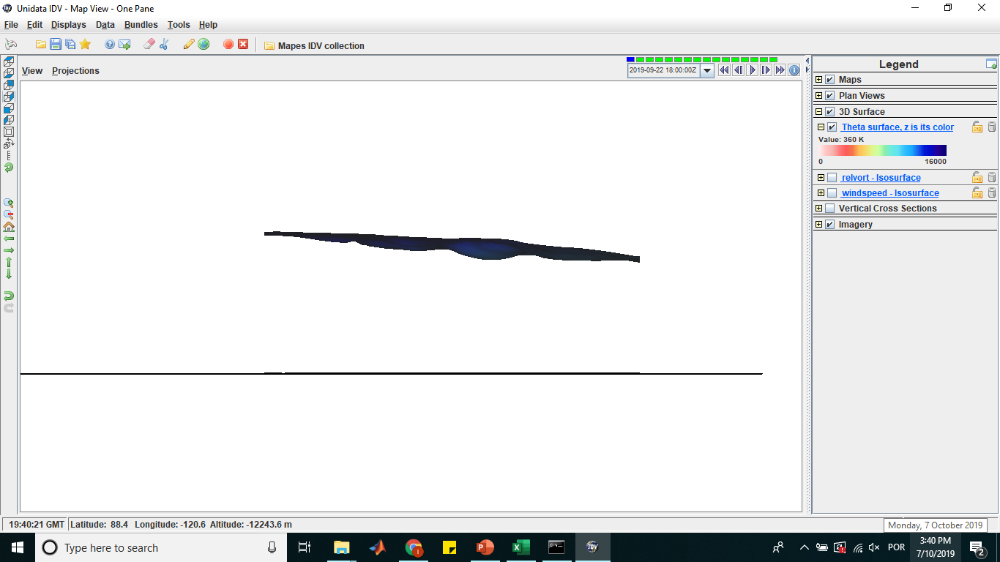 Unidata IDV - Map View - One Pane
File Edit Displays Data Bundles Tools Help
Mapes IDV collection
View Projections
2019-09-22 18:00:00Z
Legend
Maps
Plan Views
3D Surface
Theta surface, z is its color
Value: 360 K
0 16000
relvort - Isosurface
windspeed - Isosurface
Vertical Cross Sections
Imagery
19:40:21 GMT Latitude: 88.4 Longitude: -120.6 Altitude: -12243.6 m
Monday, 7 October 2019
Type here to search
POR
3:40 PM
7/10/2019
2